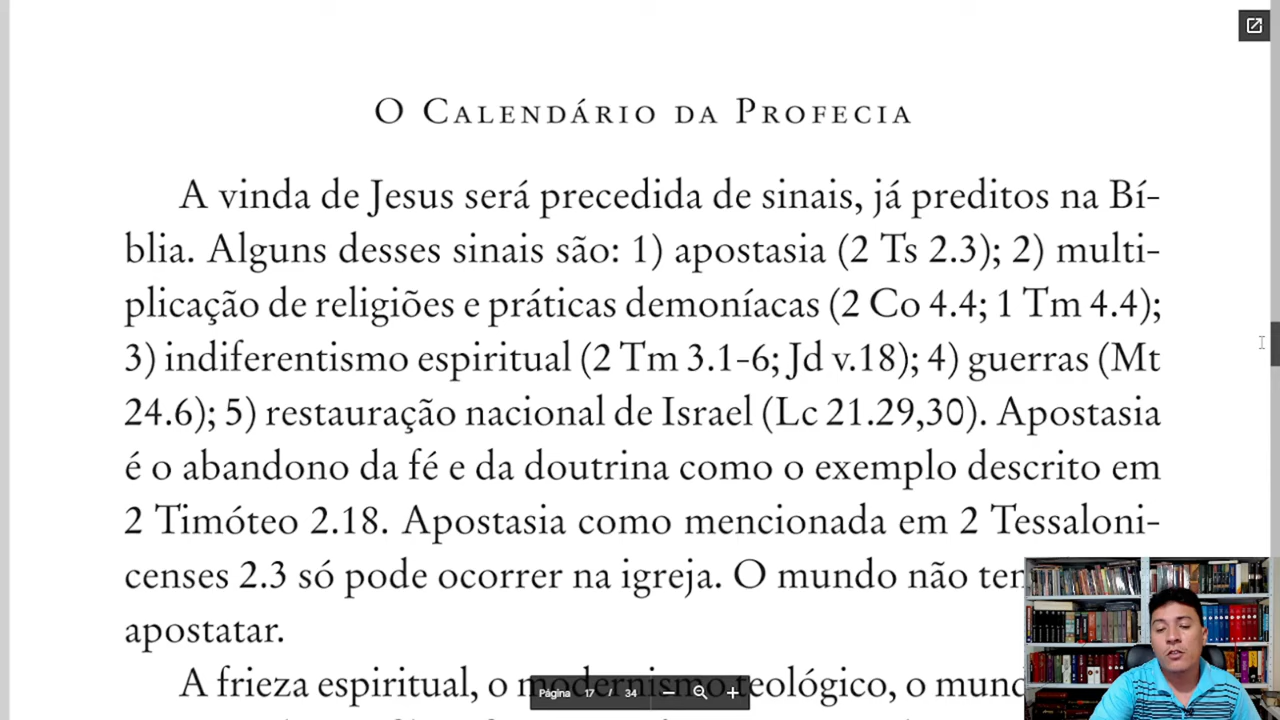 O Calendário da Profecia
A vinda de Jesus será precedida de sinais, já preditos na Bí-
blia. Alguns desses sinais são: 1) apostasia (2 Ts 2.3); 2) multi-
plicação de religiões e práticas demoníacas (2 Co 4.4; 1 Tm 4.4);
3) indiferentismo espiritual (2 Tm 3.1-6; Jd v.18); 4) guerras (Mt
24.6); 5) restauração nacional de Israel (Lc 21.29,30). Apostasia
é o abandono da fé e da doutrina como o exemplo descrito em
2 Timóteo 2.18. Apostasia como mencionada em 2 Tessaloni-
censes 2.3 só pode ocorrer na igreja. O mundo não
apostatar.
A frieza espiritual, o modernismo teológico, o
Página 17 / 34